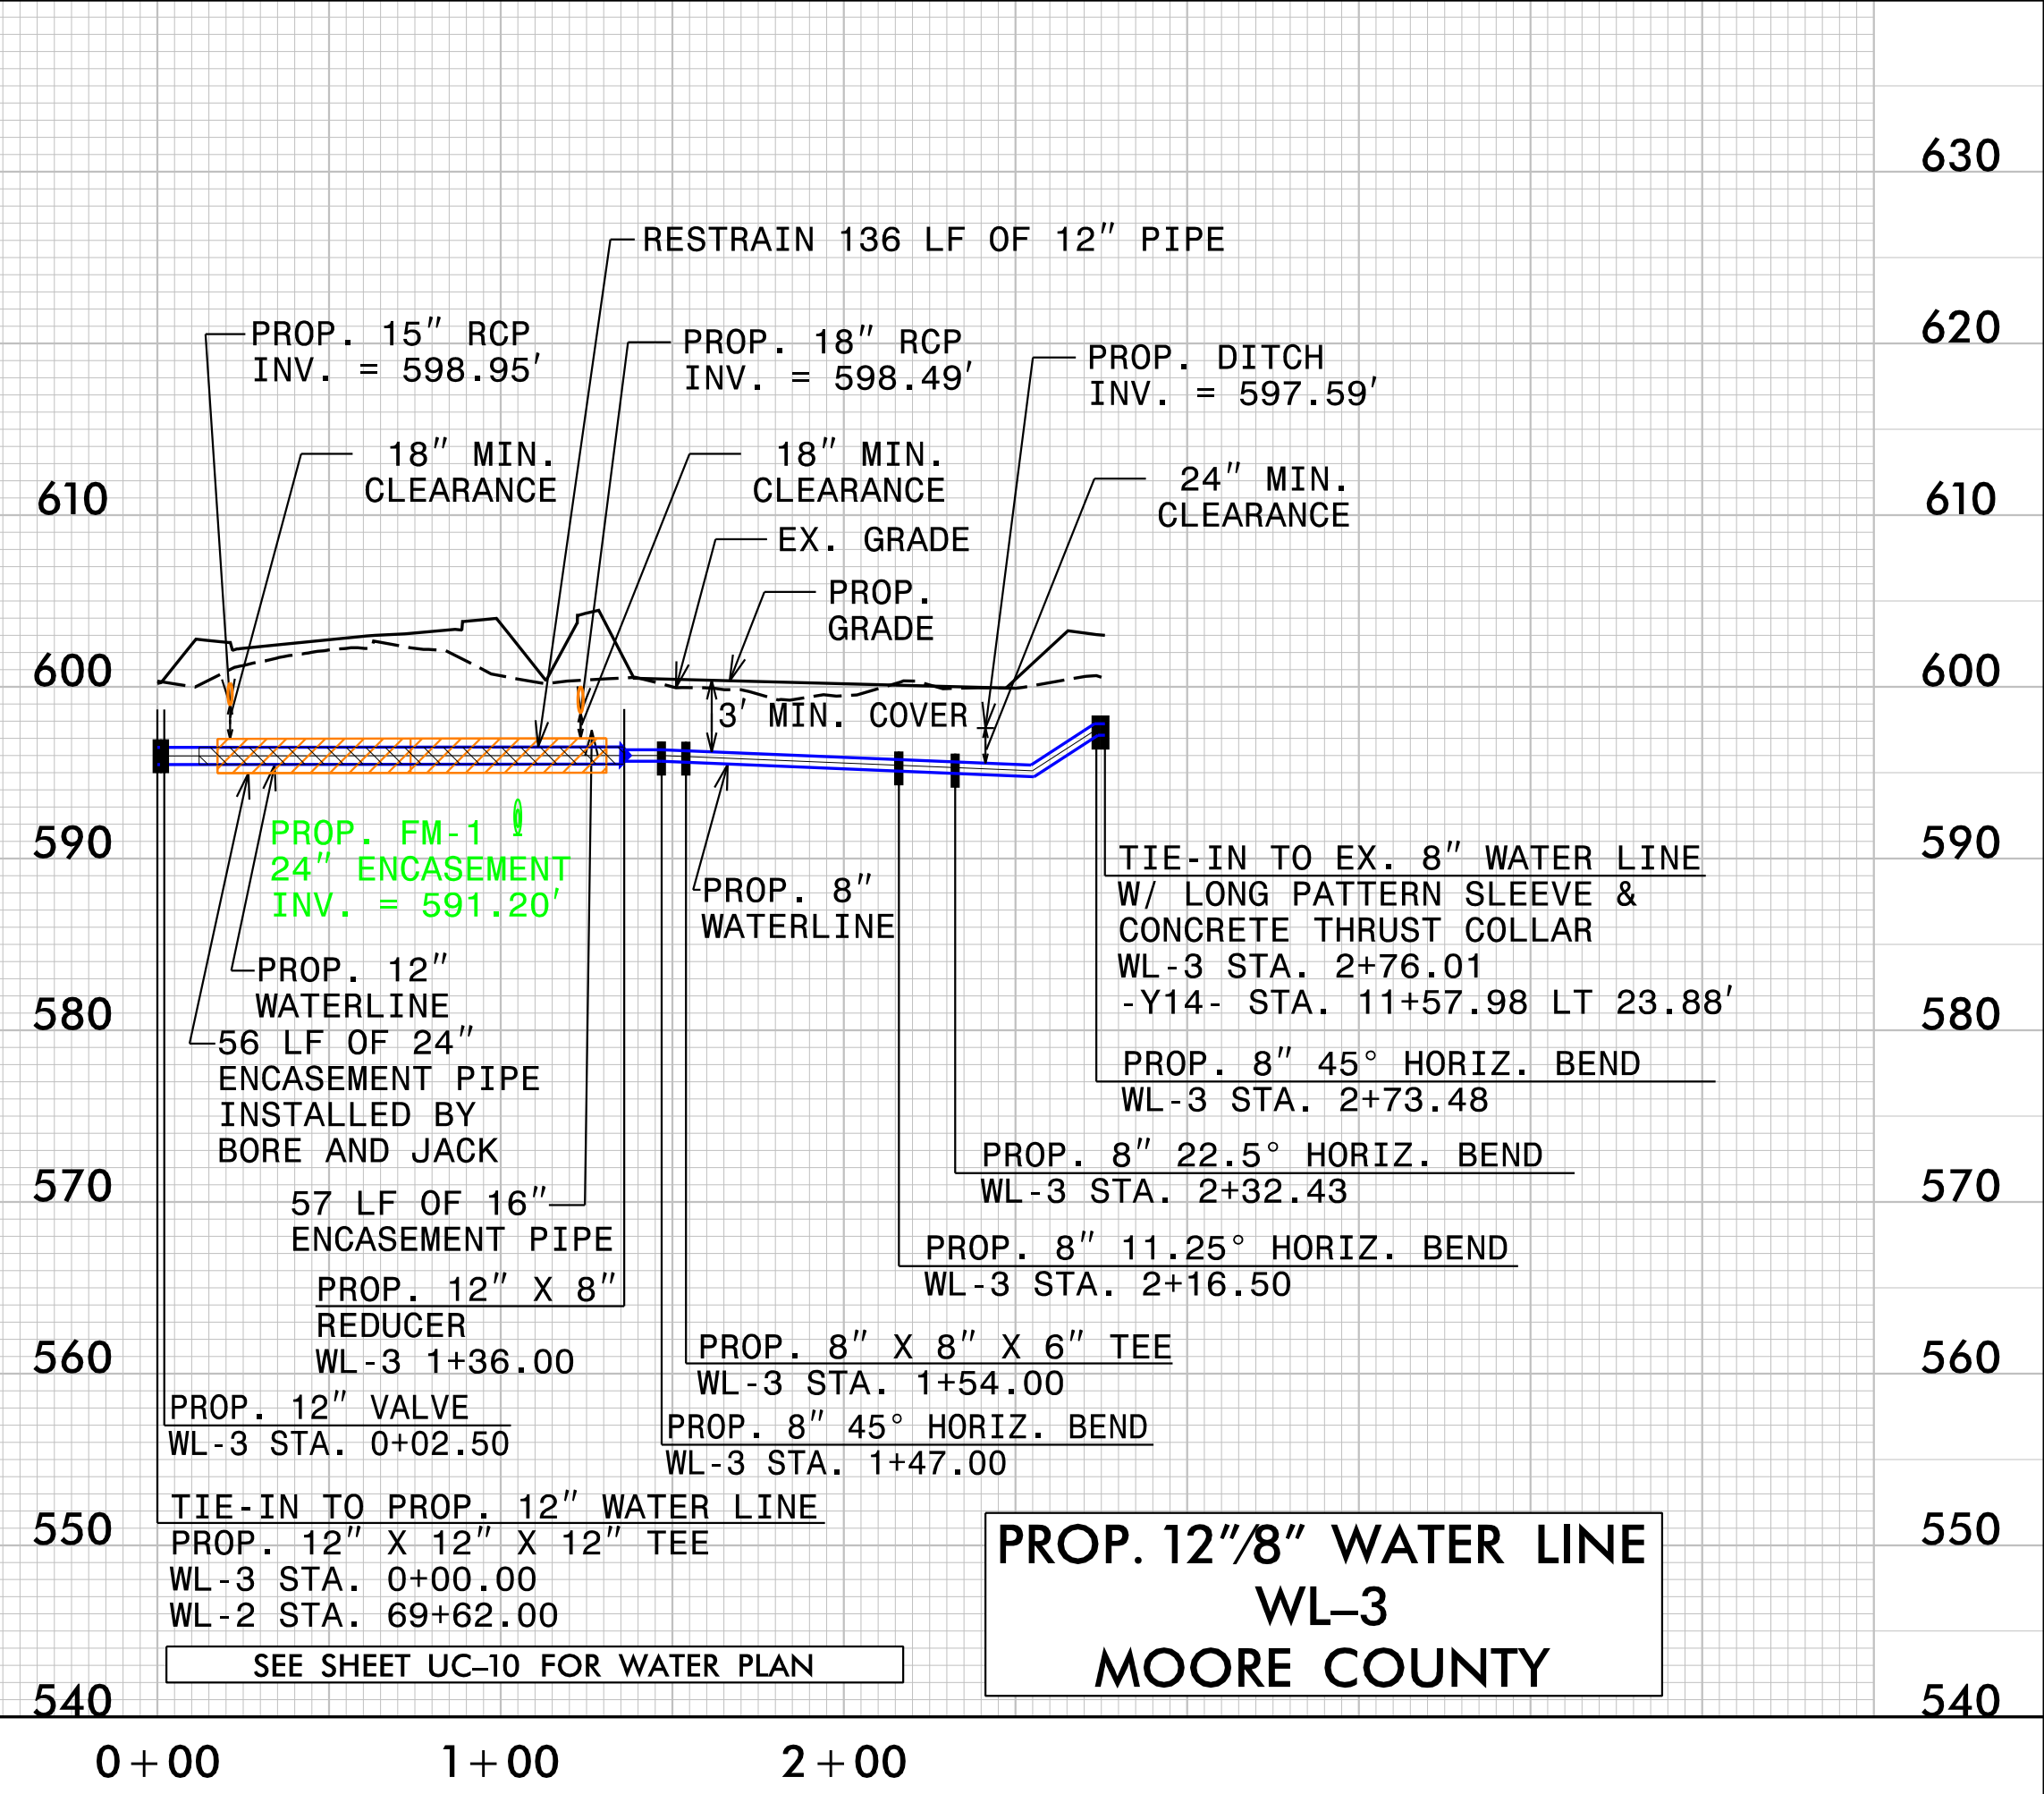 630
RESTRAIN 136 LF OF 12" PIPE
620
PROP. 15" RCP
INV. = 598.95'
PROP. 18" RCP
INV. = 598.49'
PROP. DITCH
INV. = 597.59'
18" MIN.
CLEARANCE
18" MIN.
CLEARANCE
24" MIN.
CLEARANCE
610
610
EX. GRADE
PROP.
GRADE
600
600
3' MIN. COVER
590
590
PROP. FM-1
24" ENCASEMENT
INV. = 591.20'
PROP. 8"
WATERLINE
TIE-IN TO EX. 8" WATER LINE
W/ LONG PATTERN SLEEVE &
CONCRETE THRUST COLLAR
WL-3 STA. 2+76.01
-Y14- STA. 11+57.98 LT 23.88'
PROP. 12"
WATERLINE
580
580
56 LF OF 24"
ENCASEMENT PIPE
INSTALLED BY
BORE AND JACK
PROP. 8" 45° HORIZ. BEND
WL-3 STA. 2+73.48
PROP. 8" 22.5° HORIZ. BEND
WL-3 STA. 2+32.43
570
570
57 LF OF 16"
ENCASEMENT PIPE
PROP. 8" 11.25° HORIZ. BEND
WL-3 STA. 2+16.50
PROP. 12" X 8"
REDUCER
WL-3 1+36.00
560
560
PROP. 8" X 8" X 6" TEE
WL-3 STA. 1+54.00
PROP. 12" VALVE
WL-3 STA. 0+02.50
PROP. 8" 45° HORIZ. BEND
WL-3 STA. 1+47.00
550
550
TIE-IN TO PROP. 12" WATER LINE
PROP. 12" X 12" X 12" TEE
WL-3 STA. 0+00.00
WL-2 STA. 69+62.00
PROP. 12"/8" WATER LINE
WL–3
MOORE COUNTY
SEE SHEET UC–10 FOR WATER PLAN
540
540
0+00
1+00
2+00